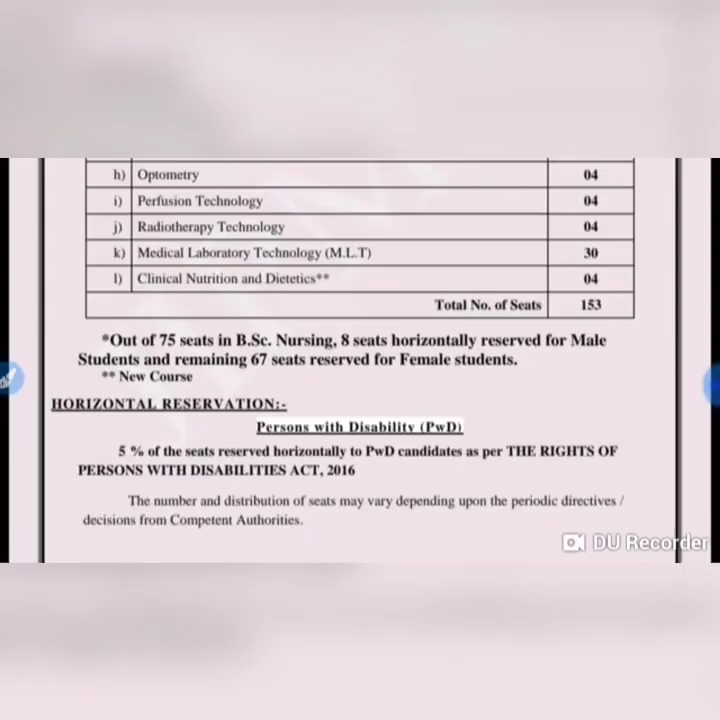 h) Optometry 04
i) Perfusion Technology 04
j) Radiotherapy Technology 04
k) Medical Laboratory Technology (M.L.T) 30
l) Clinical Nutrition and Dietetics** 04
Total No. of Seats 153
*Out of 75 seats in B.Sc. Nursing, 8 seats horizontally reserved for Male
Students and remaining 67 seats reserved for Female students.
** New Course
HORIZONTAL RESERVATION:-
Persons with Disability (PwD)
5 % of the seats reserved horizontally to PwD candidates as per THE RIGHTS OF
PERSONS WITH DISABILITIES ACT, 2016
The number and distribution of seats may vary depending upon the periodic directives /
decisions from Competent Authorities.
DU Recorder